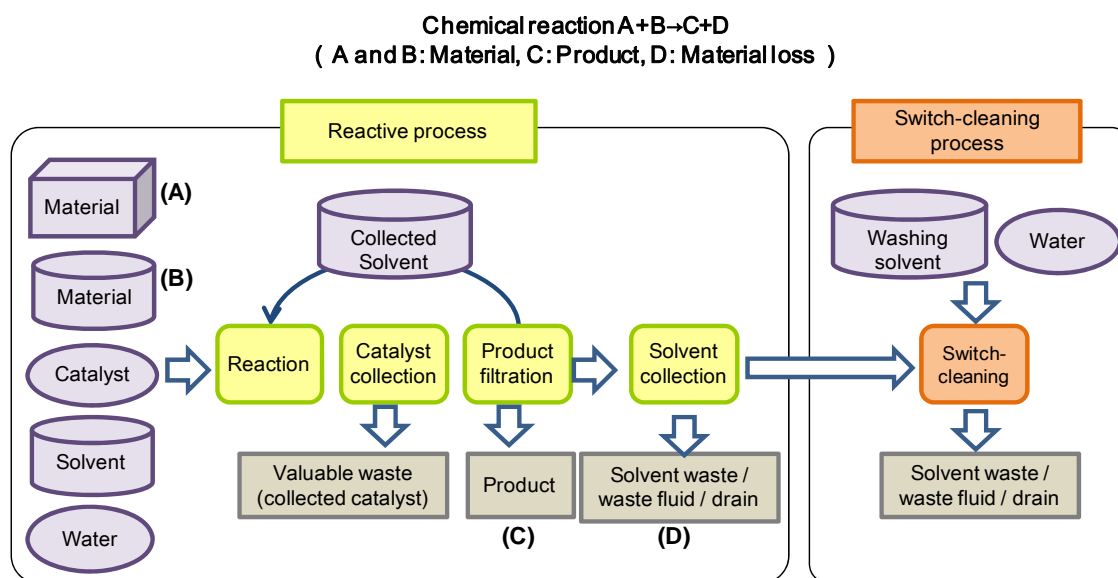 Chemical reaction A+B→C+D
( A and B: Material, C: Product, D: Material loss )
Reactive process
Switch-cleaning
process
Material
(A)
Material
(B)
Catalyst
Solvent
Water
Collected
Solvent
Reaction
Catalyst
collection
Product
filtration
Solvent
collection
Valuable waste
(collected catalyst)
Product
(C)
Solvent waste /
waste fluid / drain
(D)
Washing
solvent
Water
Switch-
cleaning
Solvent waste /
waste fluid / drain